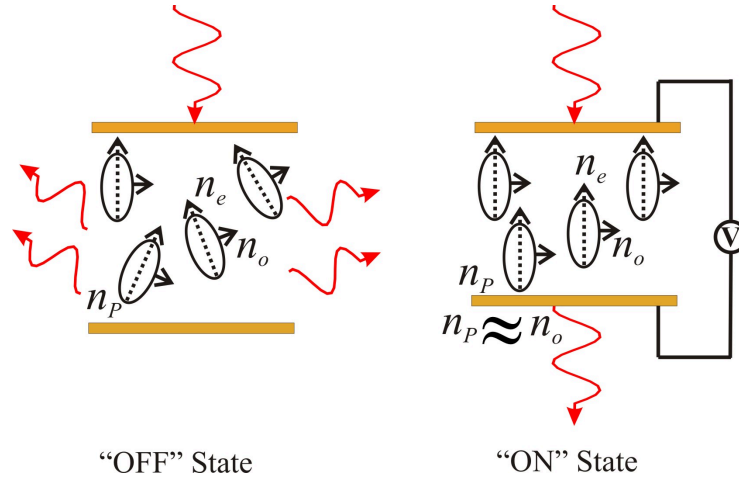 n_e
n_o
n_P
"OFF" State
n_e
n_o
n_P
n_P ≈ n_o
V
"ON" State